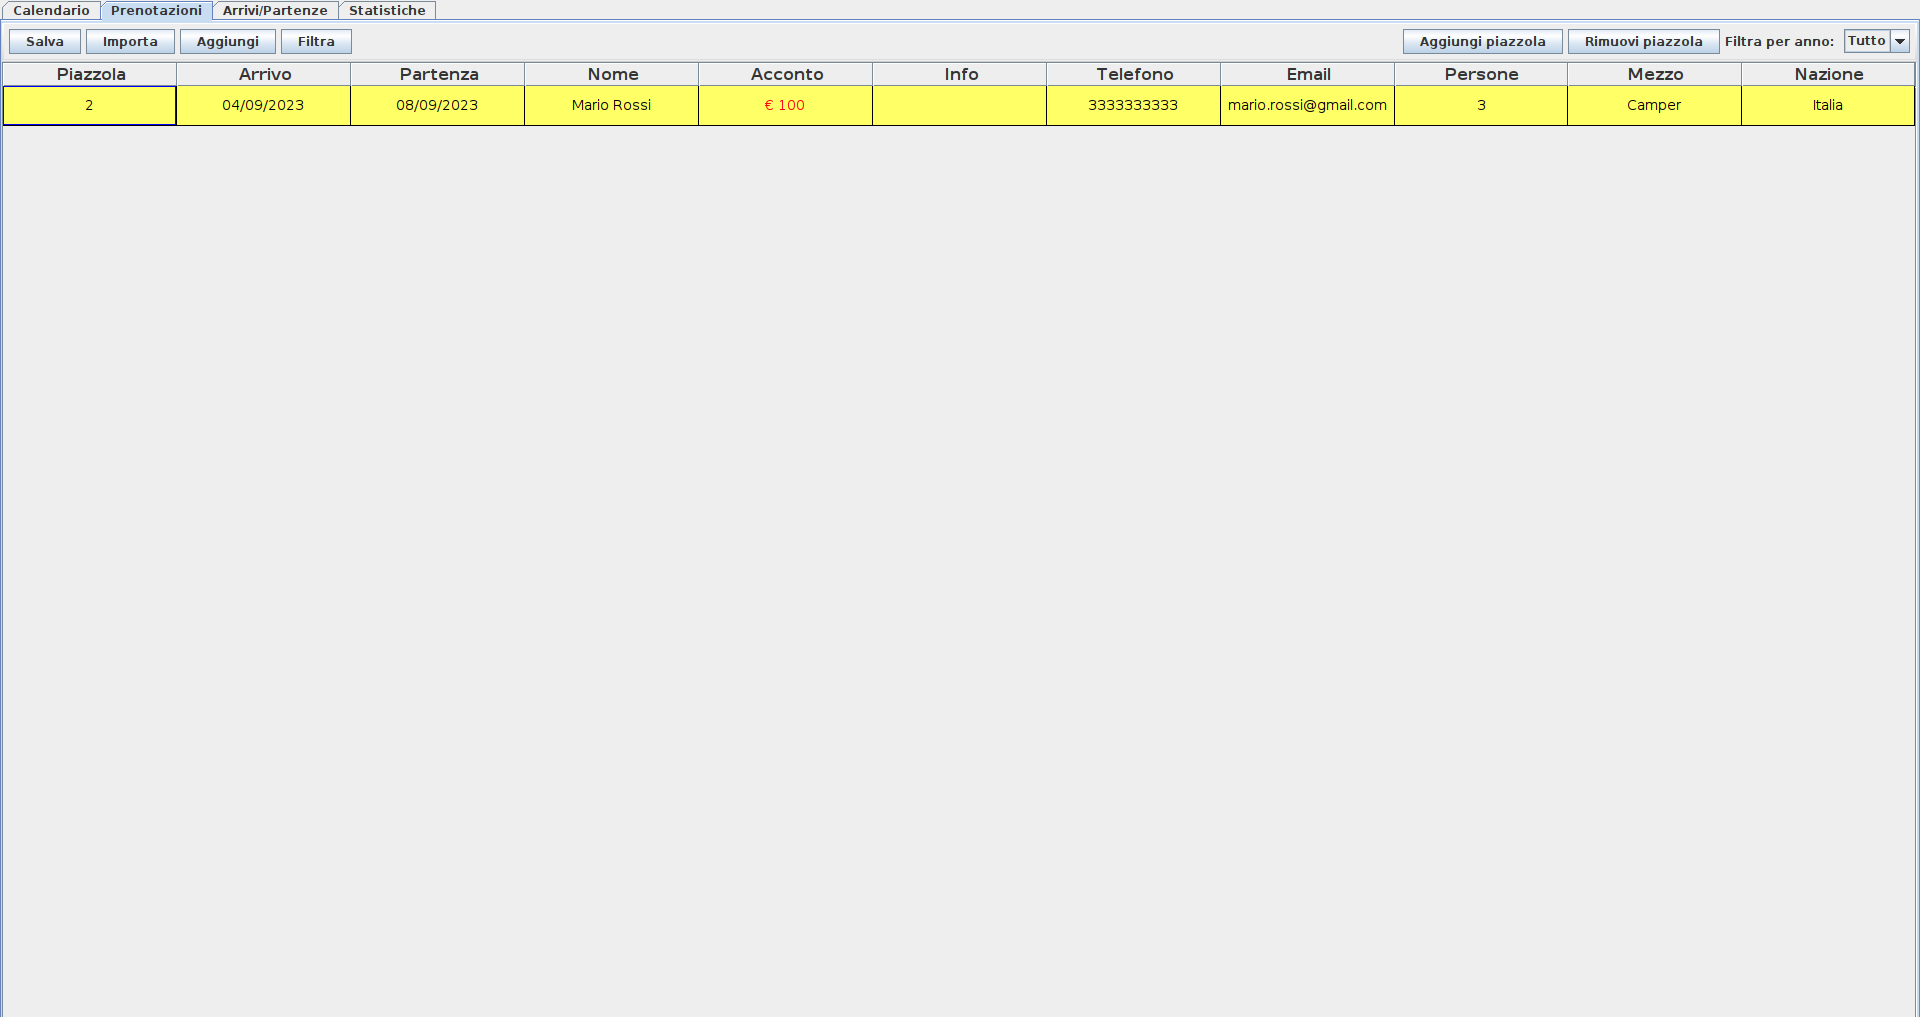 Calendario Prenotazioni Arrivi/Partenze Statistiche
Salva Importa Aggiungi Filtra Aggiungi piazzola Rimuovi piazzola Filtra per anno: Tutto
Piazzola Arrivo Partenza Nome Acconto Info Telefono Email Persone Mezzo Nazione
2 04/09/2023 08/09/2023 Mario Rossi € 100 3333333333 mario.rossi@gmail.com 3 Camper Italia